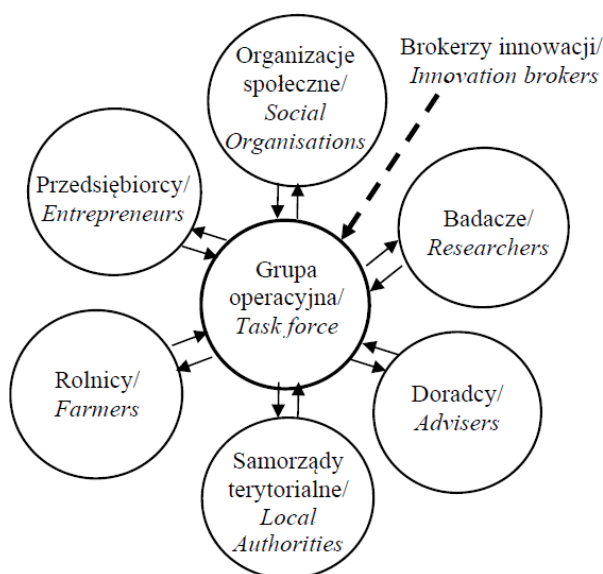 Organizacje
społeczne/
Social
Organisations
Brokerzy innowacji/
Innovation brokers
Przedsiębiorcy/
Entrepreneurs
Badacze/
Researchers
Grupa
operacyjna/
Task force
Rolnicy/
Farmers
Doradcy/
Advisers
Samorządy
terytorialne/
Local
Authorities